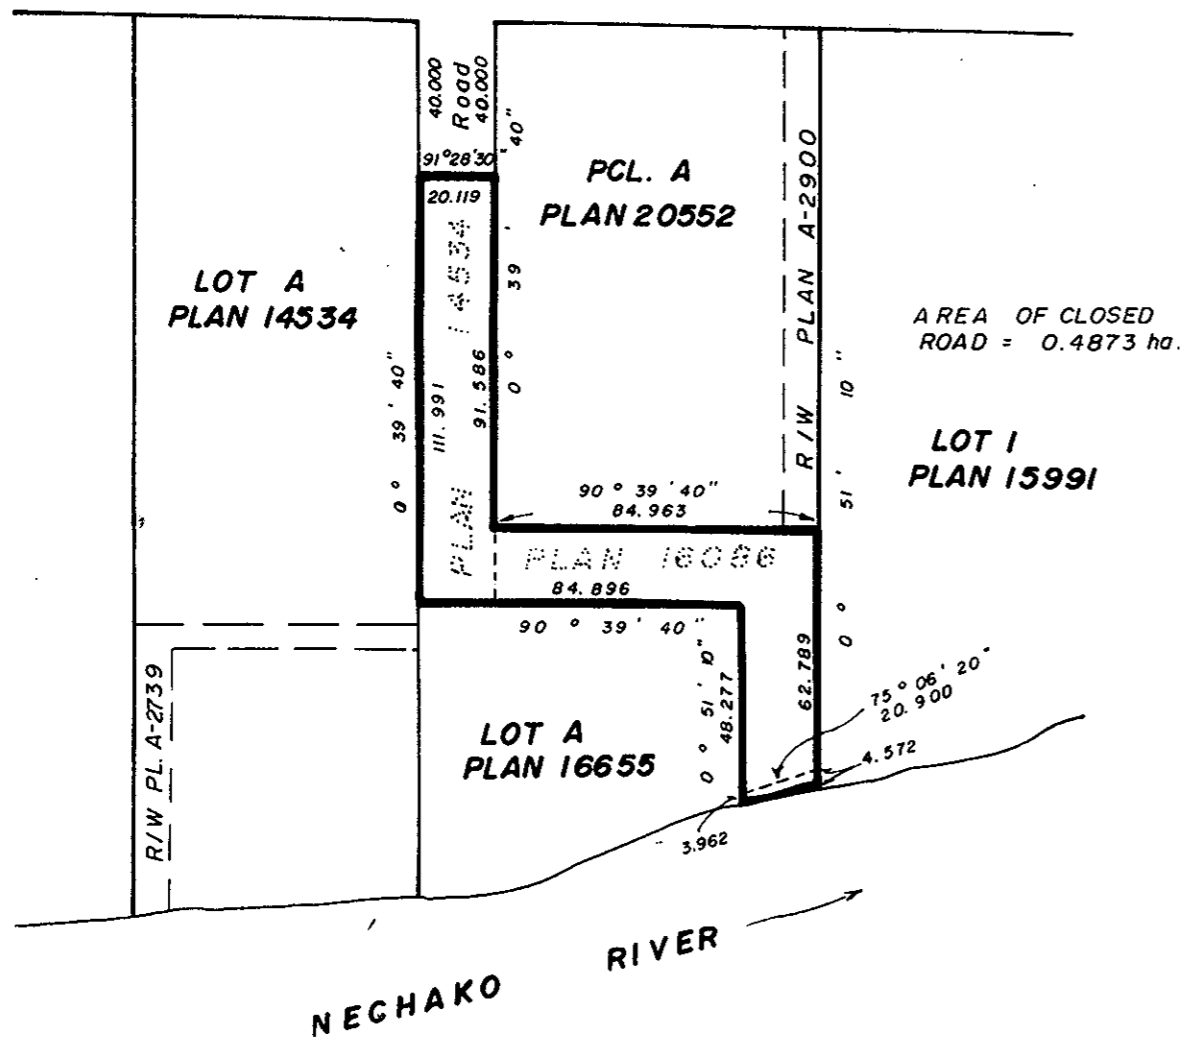 40.000
Road
40.000
91°28'30"
20.119
PLAN 14534
0° 39' 40"
111.991
91.586
0° 39' 40"
LOT A
PLAN 14534
PCL. A
PLAN 20552
R/W PLAN A-2900
AREA OF CLOSED
ROAD = 0.4873 ha.
LOT 1
PLAN 15991
0° 51' 10"
90° 39' 40"
84.963
PLAN 16086
84.896
90° 39' 40"
0° 51' 10"
48.277
62.789
75° 06' 20"
20.900
4.572
3.962
LOT A
PLAN 16655
R/W PL. A-2739
NECHAKO RIVER